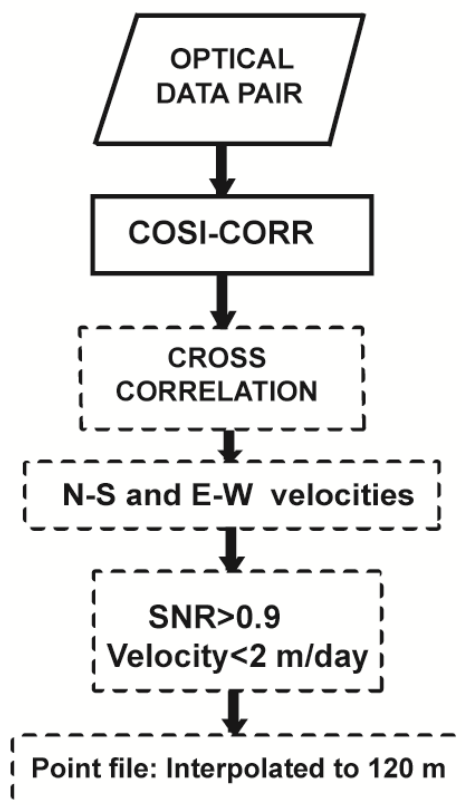 OPTICAL
DATA PAIR
COSI-CORR
CROSS
CORRELATION
N-S and E-W velocities
SNR>0.9
Velocity<2 m/day
Point file: Interpolated to 120 m